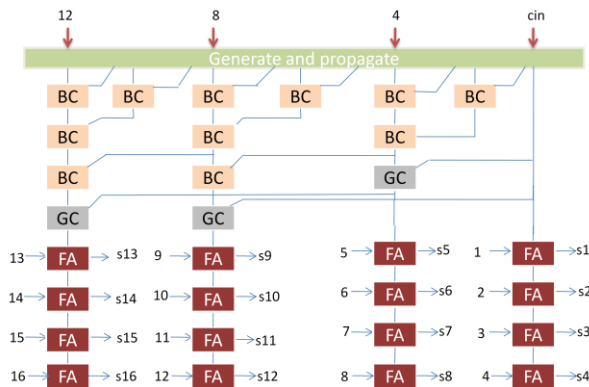 12 8 4 cin
Generate and propagate
BC BC BC BC BC BC
BC BC BC
BC BC GC
GC GC
13 FA s13 9 FA s9 5 FA s5 1 FA s1
14 FA s14 10 FA s10 6 FA s6 2 FA s2
15 FA s15 11 FA s11 7 FA s7 3 FA s3
16 FA s16 12 FA s12 8 FA s8 4 FA s4